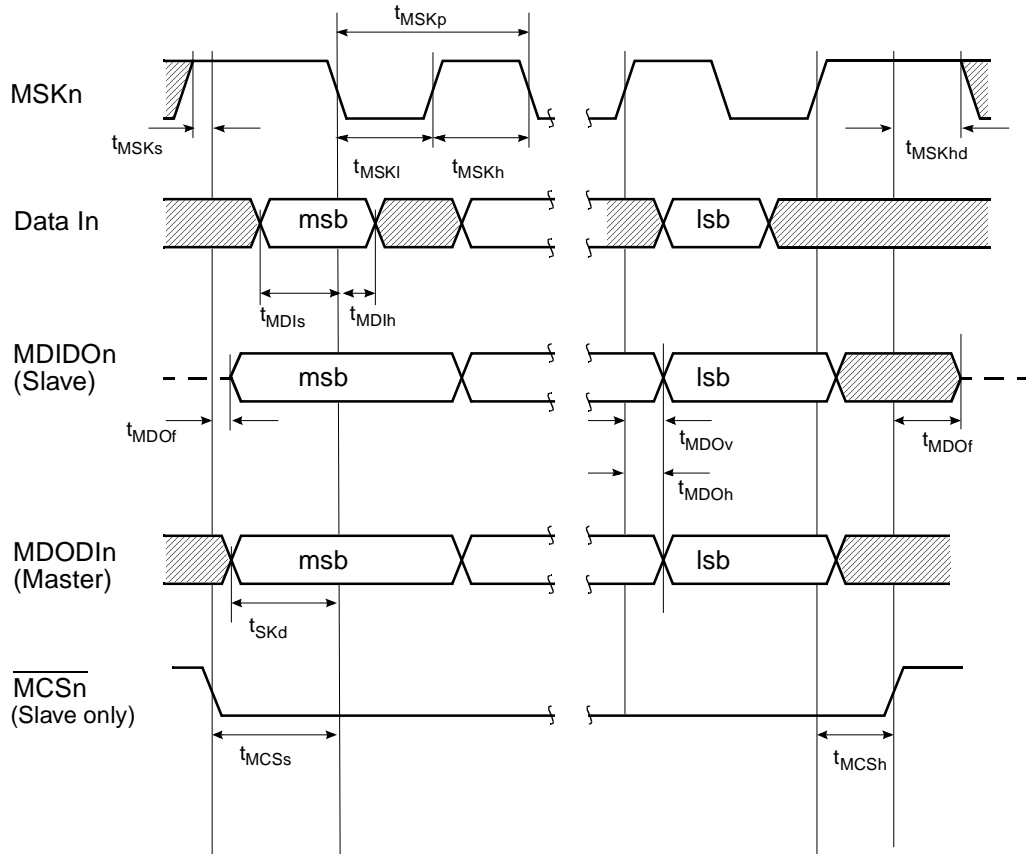 tMSKp
MSKn
tMSKs
tMSKl
tMSKh
tMSKhd
Data In
msb
lsb
tMDIs
tMDIh
MDIDOn
(Slave)
msb
lsb
tMDOf
tMDOv
tMDOf
tMDOh
MDODIn
(Master)
msb
lsb
tSKd
MCSn
(Slave only)
tMCSs
tMCSh